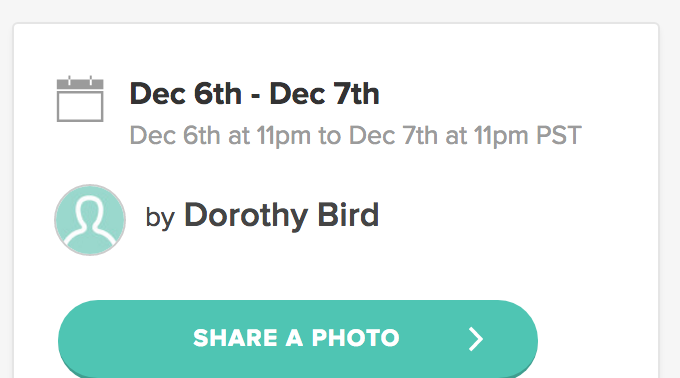 Dec 6th - Dec 7th
Dec 6th at 11pm to Dec 7th at 11pm PST
by Dorothy Bird
SHARE A PHOTO